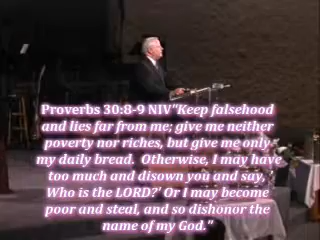 Proverbs 30:8-9 NIV"Keep falsehood
and lies far from me; give me neither
poverty nor riches, but give me only
my daily bread. Otherwise, I may have
too much and disown you and say,
Who is the LORD?' Or I may become
poor and steal, and so dishonor the
name of my God."